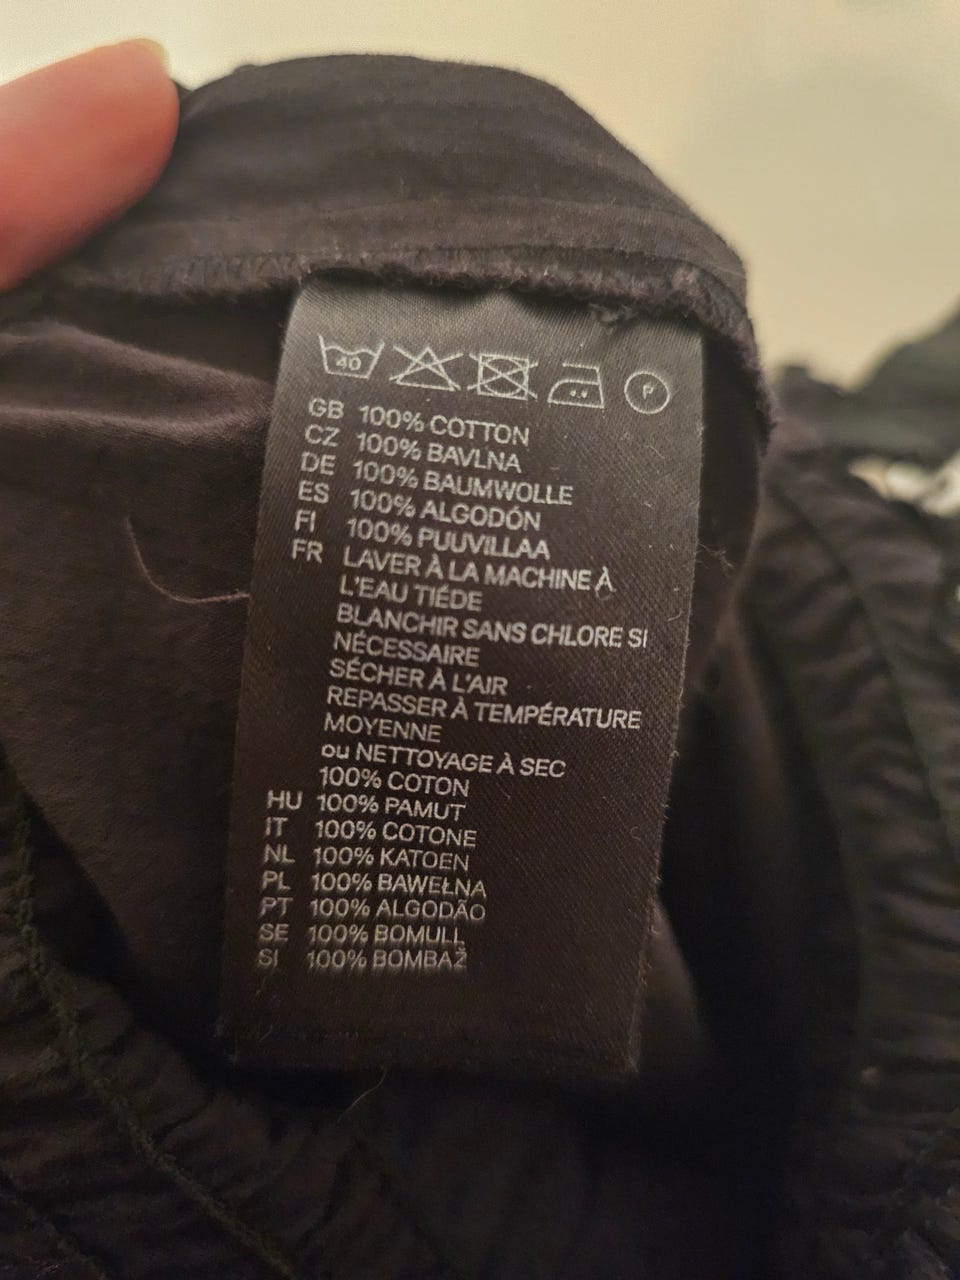 40 P
GB 100% COTTON
CZ 100% BAVLNA
DE 100% BAUMWOLLE
ES 100% ALGODÓN
FI 100% PUUVILLAA
FR LAVER À LA MACHINE À
L'EAU TIÉDE
BLANCHIR SANS CHLORE SI
NÉCESSAIRE
SÉCHER À L'AIR
REPASSER À TEMPÉRATURE
MOYENNE
ou NETTOYAGE À SEC
100% COTON
HU 100% PAMUT
IT 100% COTONE
NL 100% KATOEN
PL 100% BAWEŁNA
PT 100% ALGODÃO
SE 100% BOMULL
SI 100% BOMBAŽ